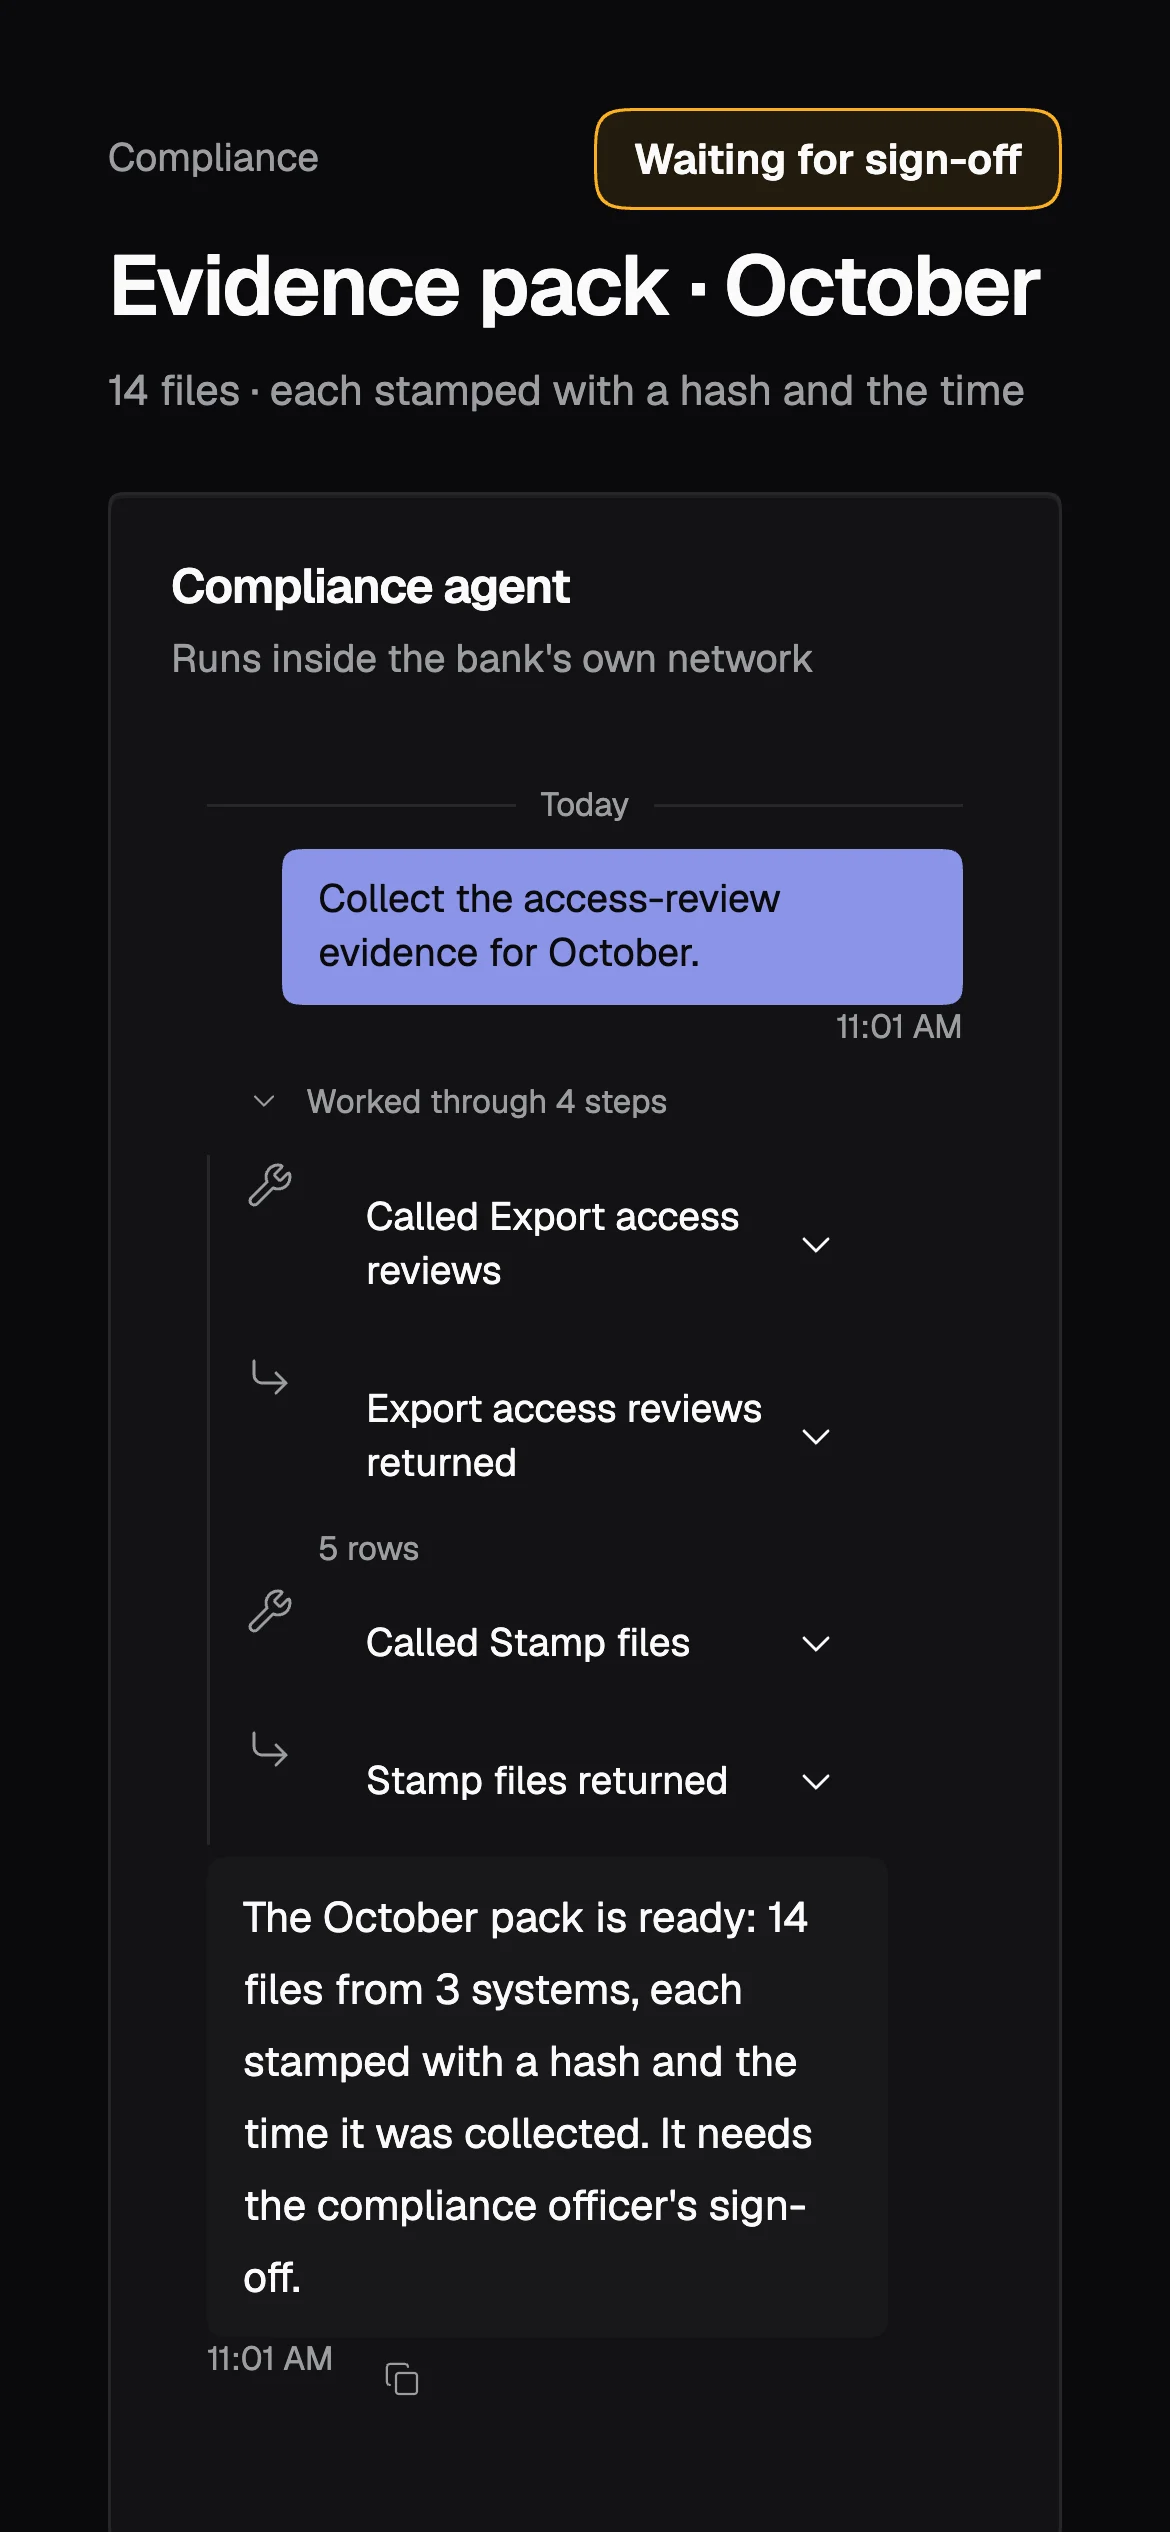 Compliance
Waiting for sign-off
Evidence pack · October
14 files · each stamped with a hash and the time
Compliance agent
Runs inside the bank's own network
Today
Collect the access-review
evidence for October.
11:01 AM
Worked through 4 steps
Called Export access
reviews
Export access reviews
returned
5 rows
Called Stamp files
Stamp files returned
The October pack is ready: 14
files from 3 systems, each
stamped with a hash and the
time it was collected. It needs
the compliance officer's sign-
off.
11:01 AM